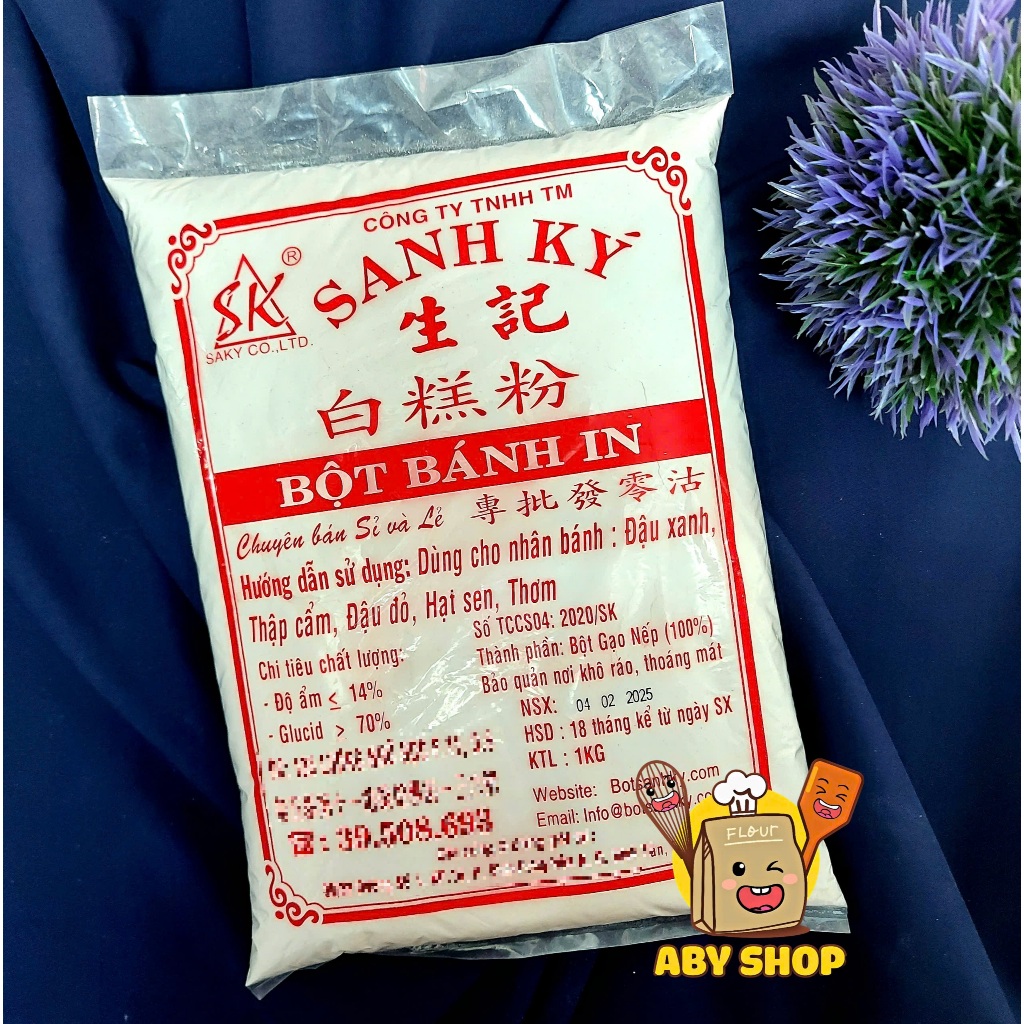 CÔNG TY TNHH TM
SANH KÝ
SK®
SAKY CO.,LTD.
生記
白糕粉
BỘT BÁNH IN
Chuyên bán Sỉ và Lẻ 專批發零沽
Hướng dẫn sử dụng: Dùng cho nhân bánh : Đậu xanh,
Thập cẩm, Đậu đỏ, Hạt sen, Thơm
Số TCCS04: 2020/SK
Chi tiêu chất lượng:
- Độ ẩm ≤ 14%
- Glucid > 70%
Thành phần: Bột Gạo Nếp (100%)
Bảo quản nơi khô ráo, thoáng mát
NSX: 04 02 2025
HSD : 18 tháng kể từ ngày SX
KTL : 1KG
☎: 39.508.693
Website:
Email:
FLOUR
ABY SHOP